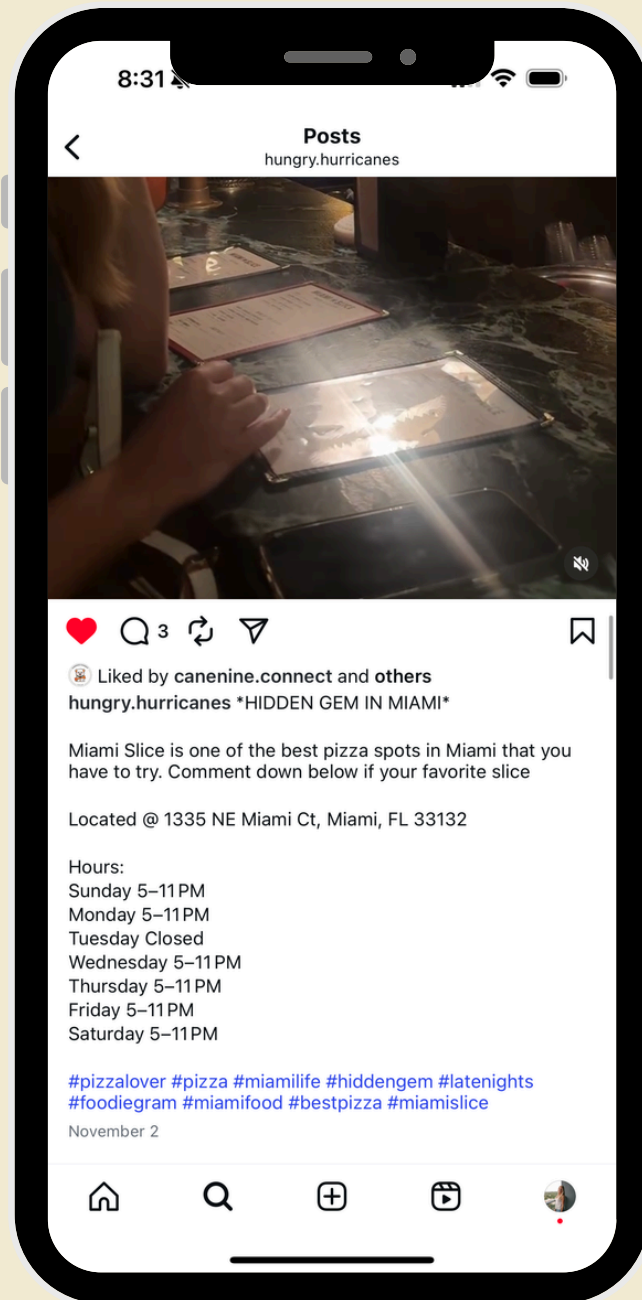 8:31
Posts
hungry.hurricanes
3
Liked by canenine.connect and others
hungry.hurricanes *HIDDEN GEM IN MIAMI*
Miami Slice is one of the best pizza spots in Miami that you
have to try. Comment down below if your favorite slice
Located @ 1335 NE Miami Ct, Miami, FL 33132
Hours:
Sunday 5–11 PM
Monday 5–11 PM
Tuesday Closed
Wednesday 5–11 PM
Thursday 5–11 PM
Friday 5–11 PM
Saturday 5–11 PM
#pizzalover #pizza #miamilife #hiddengem #latenights
#foodiegram #miamifood #bestpizza #miamislice
November 2